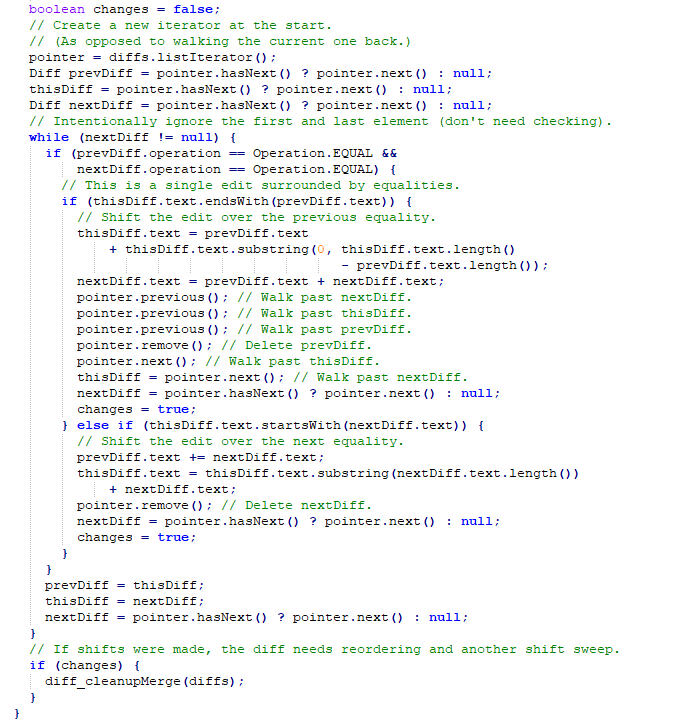 boolean changes = false;
// Create a new iterator at the start.
// (As opposed to walking the current one back.)
pointer = diffs.listIterator();
Diff prevDiff = pointer.hasNext() ? pointer.next() : null;
thisDiff = pointer.hasNext() ? pointer.next() : null;
Diff nextDiff = pointer.hasNext() ? pointer.next() : null;
// Intentionally ignore the first and last element (don't need checking).
while (nextDiff != null) {
if (prevDiff.operation == Operation.EQUAL &&
nextDiff.operation == Operation.EQUAL) {
// This is a single edit surrounded by equalities.
if (thisDiff.text.endsWith(prevDiff.text)) {
// Shift the edit over the previous equality.
thisDiff.text = prevDiff.text
+ thisDiff.text.substring(0, thisDiff.text.length()
- prevDiff.text.length());
nextDiff.text = prevDiff.text + nextDiff.text;
pointer.previous(); // Walk past nextDiff.
pointer.previous(); // Walk past thisDiff.
pointer.previous(); // Walk past prevDiff.
pointer.remove(); // Delete prevDiff.
pointer.next(); // Walk past thisDiff.
thisDiff = pointer.next(); // Walk past nextDiff.
nextDiff = pointer.hasNext() ? pointer.next() : null;
changes = true;
} else if (thisDiff.text.startsWith(nextDiff.text)) {
// Shift the edit over the next equality.
prevDiff.text += nextDiff.text;
thisDiff.text = thisDiff.text.substring(nextDiff.text.length())
+ nextDiff.text;
pointer.remove(); // Delete nextDiff.
nextDiff = pointer.hasNext() ? pointer.next() : null;
changes = true;
}
}
prevDiff = thisDiff;
thisDiff = nextDiff;
nextDiff = pointer.hasNext() ? pointer.next() : null;
}
// If shifts were made, the diff needs reordering and another shift sweep.
if (changes) {
diff_cleanupMerge(diffs);
}
}